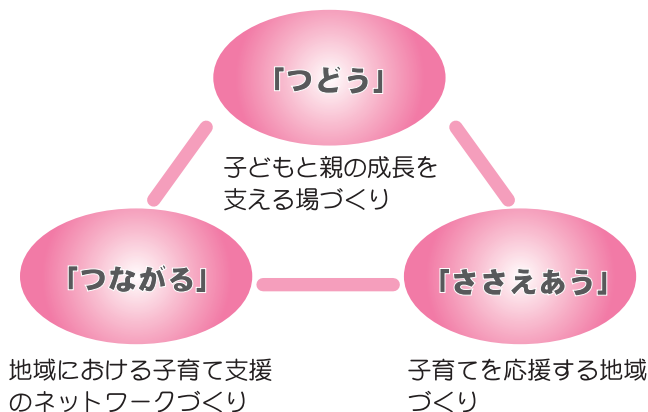 「つどう」
子どもと親の成長を
支える場づくり
「つながる」
地域における子育て支援
のネットワークづくり
「ささえあう」
子育てを応援する地域
づくり